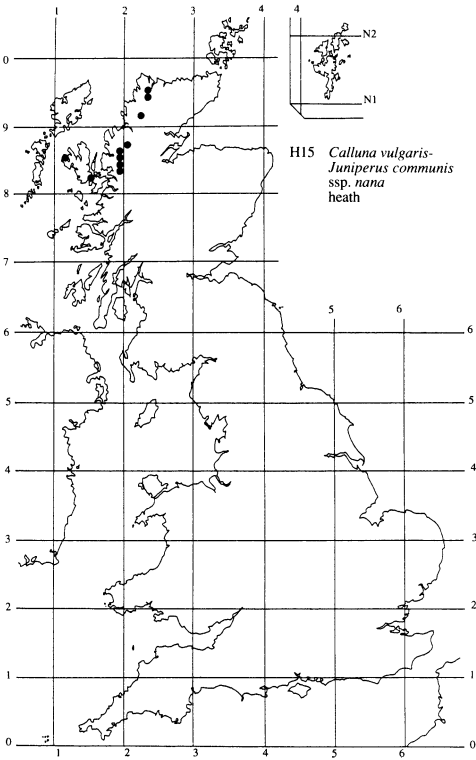 1 2 3 4 4
N2
0
N1
9
H15 Calluna vulgaris-
Juniperus communis
ssp. nana
heath
8
7
6 5 6 6
5 5
4 4
3 3
2 2
1 1
0 0
1 2 3 4 5 6